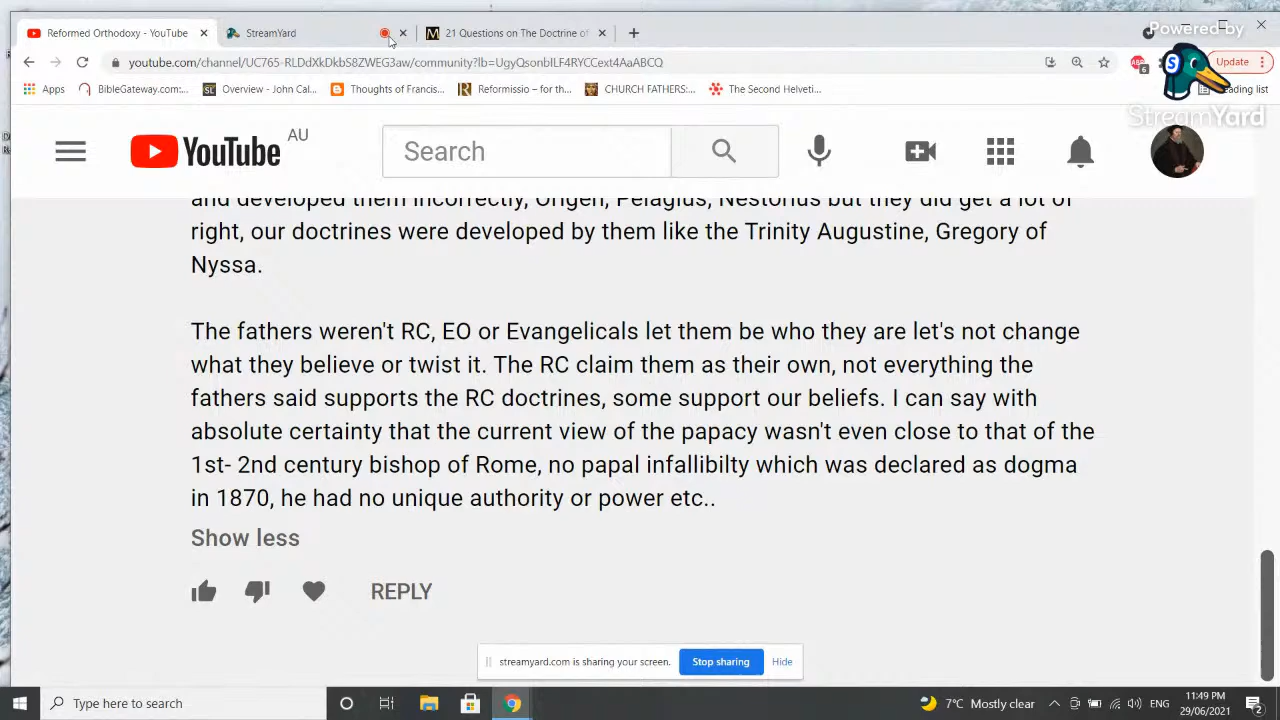 Reformed Orthodoxy - YouTube
StreamYard
21 Questions on The Doctrine of
Powered by
youtube.com/channel/UC765-RLDdXkDkbS8ZWEG3aw/community?lb=UgyQsonbILF4RYCCext4AaABCQ
6
Update
Apps
BibleGateway.com:...
Overview - John Cal...
Thoughts of Francis...
Reformissed – for th...
CHURCH FATHERS:...
The Second Helveti...
Reading list
StreamYard
YouTube
AU
Search
and developed them incorrectly, Origen, Pelagius, Nestorius but they did get a lot of
right, our doctrines were developed by them like the Trinity Augustine, Gregory of
Nyssa.
The fathers weren't RC, EO or Evangelicals let them be who they are let's not change
what they believe or twist it. The RC claim them as their own, not everything the
fathers said supports the RC doctrines, some support our beliefs. I can say with
absolute certainty that the current view of the papacy wasn't even close to that of the
1st- 2nd century bishop of Rome, no papal infallibilty which was declared as dogma
in 1870, he had no unique authority or power etc..
Show less
REPLY
streamyard.com is sharing your screen.
Stop sharing
Hide
Type here to search
7°C Mostly clear
ENG
11:49 PM
29/06/2021
2